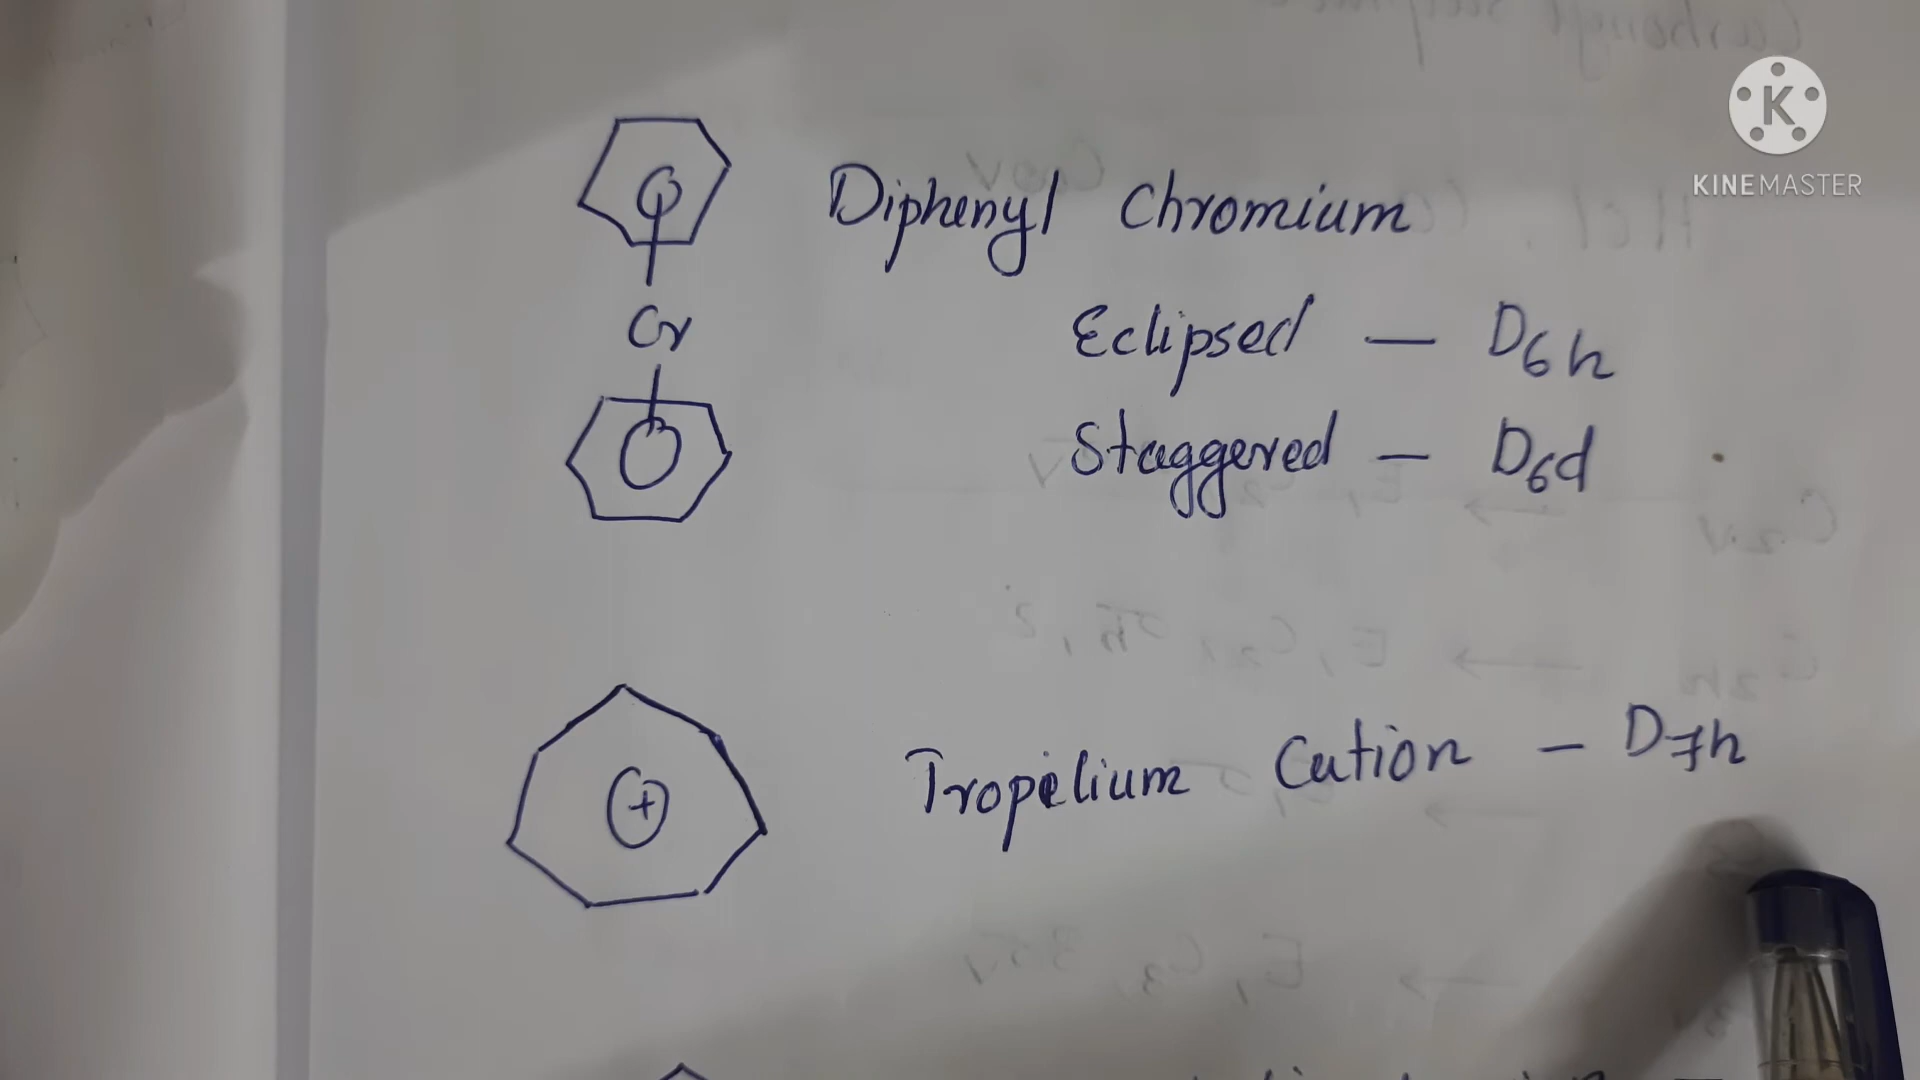 K
KINEMASTER
Diphenyl Chromium
Cr
Eclipsed — D6h
Staggered — D6d
+
Tropelium Cation — D7h